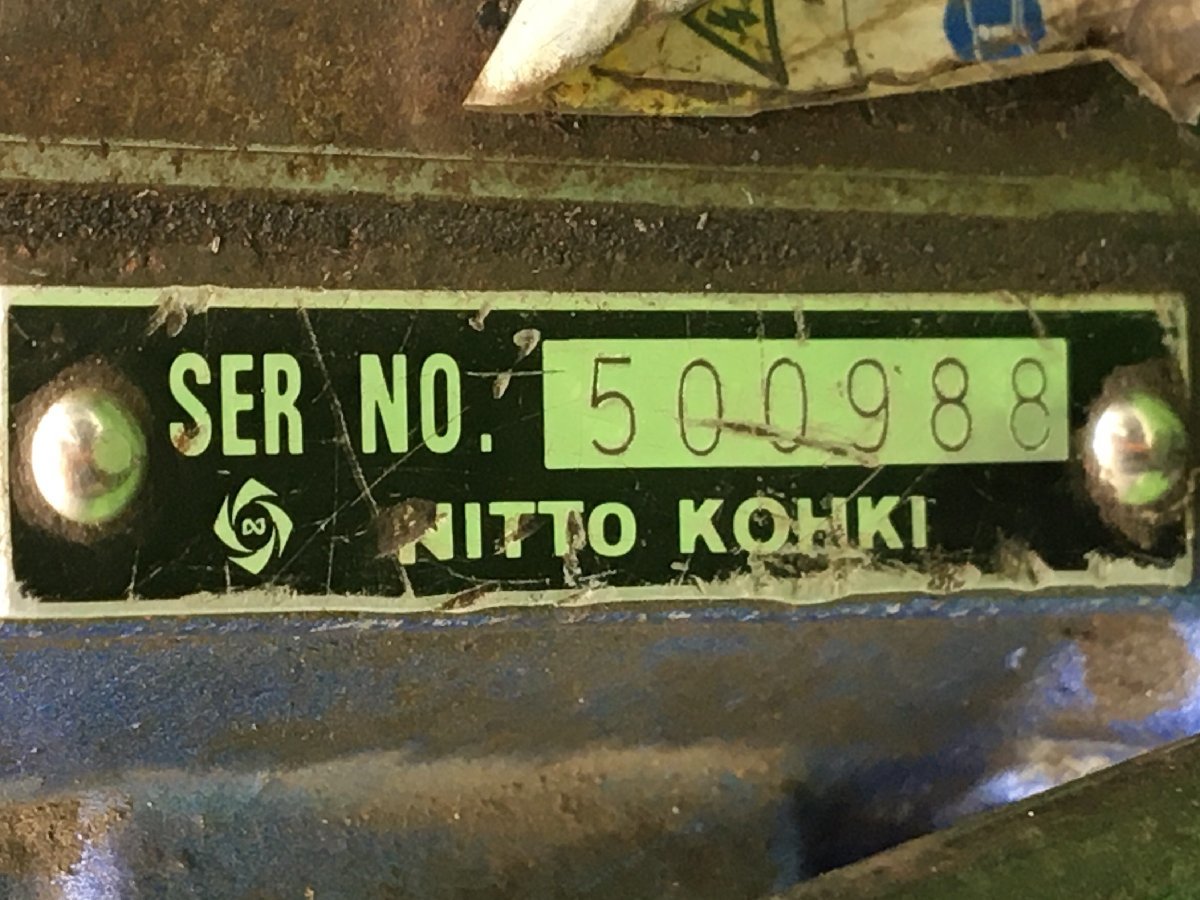 SER NO. 500988
NITTO KOHKI